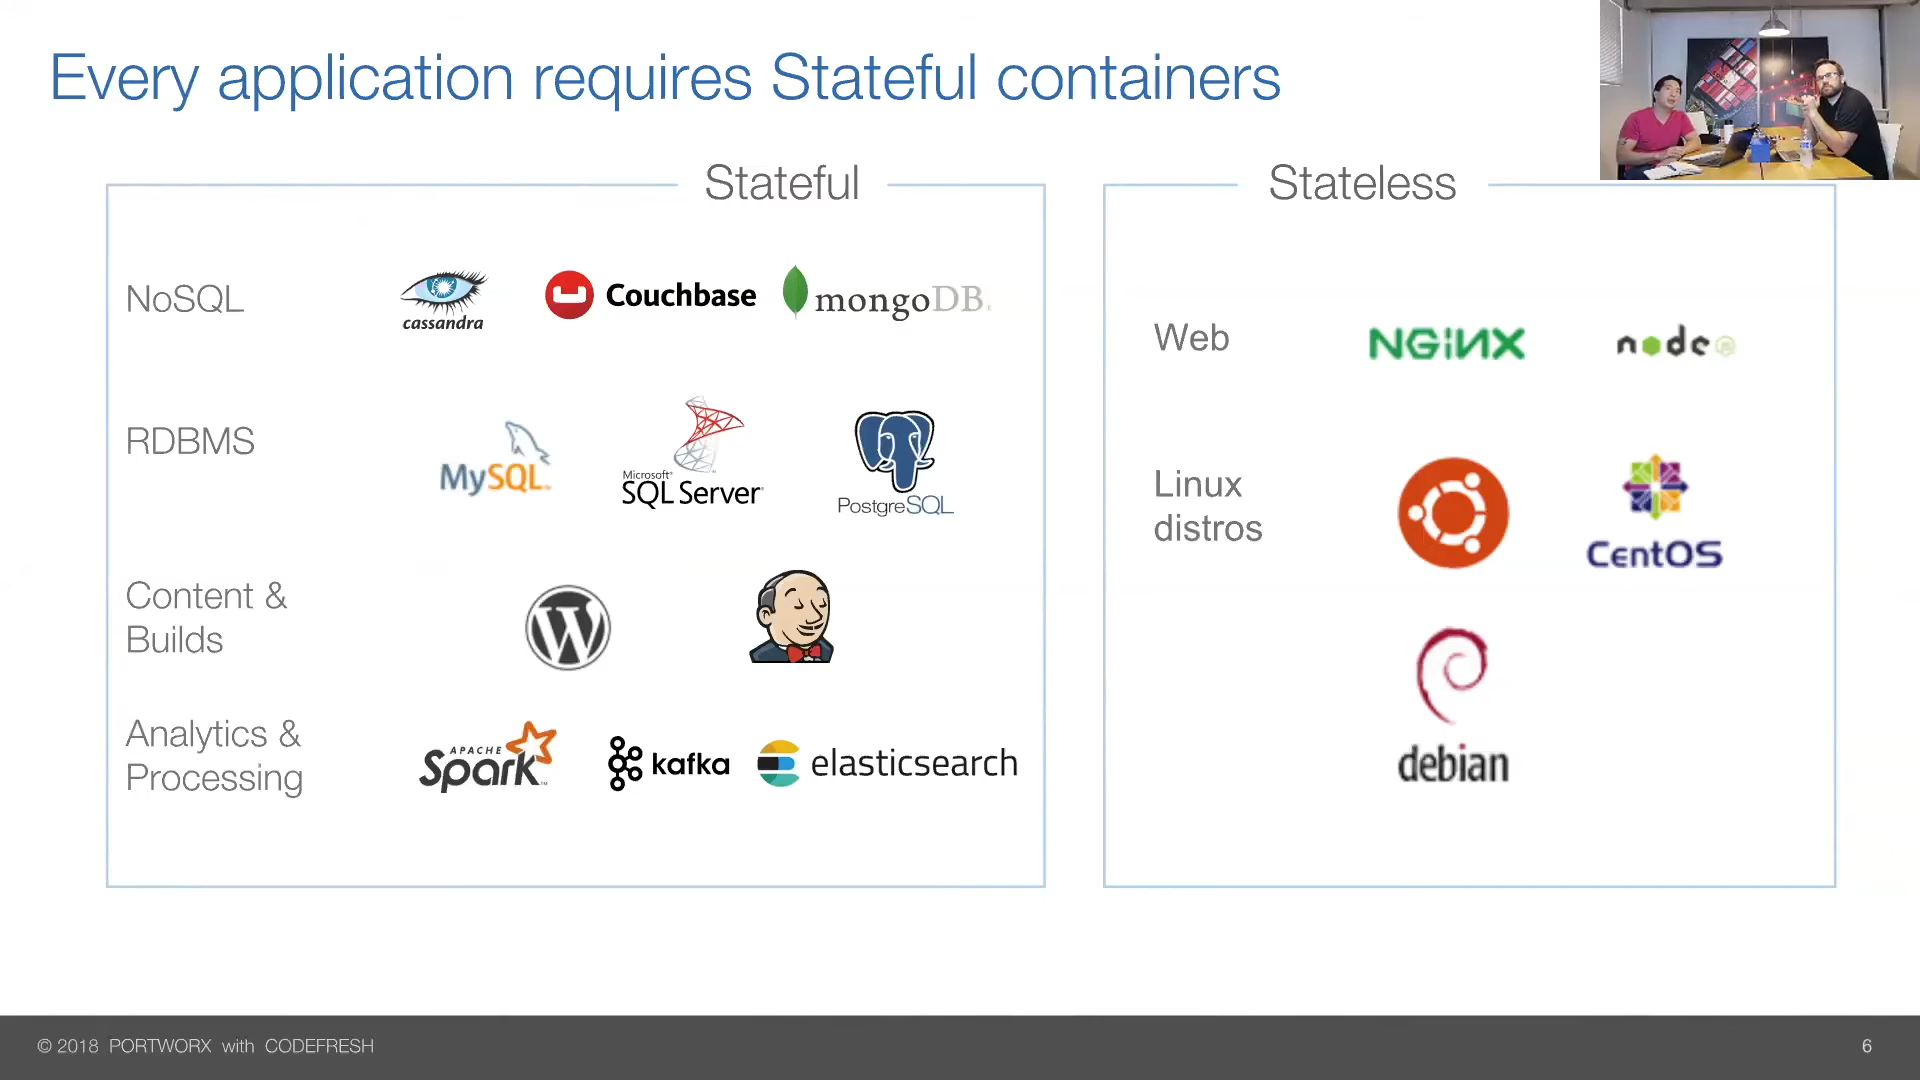 Every application requires Stateful containers
Stateful
NoSQL
cassandra
Couchbase
mongoDB
RDBMS
MySQL
Microsoft
SQL Server
PostgreSQL
Content &
Builds
W
Analytics &
Processing
APACHE
Spark
kafka
elasticsearch
Stateless
Web
NGINX
node
JS
Linux
distros
CentOS
debian
© 2018 PORTWORX with CODEFRESH
6